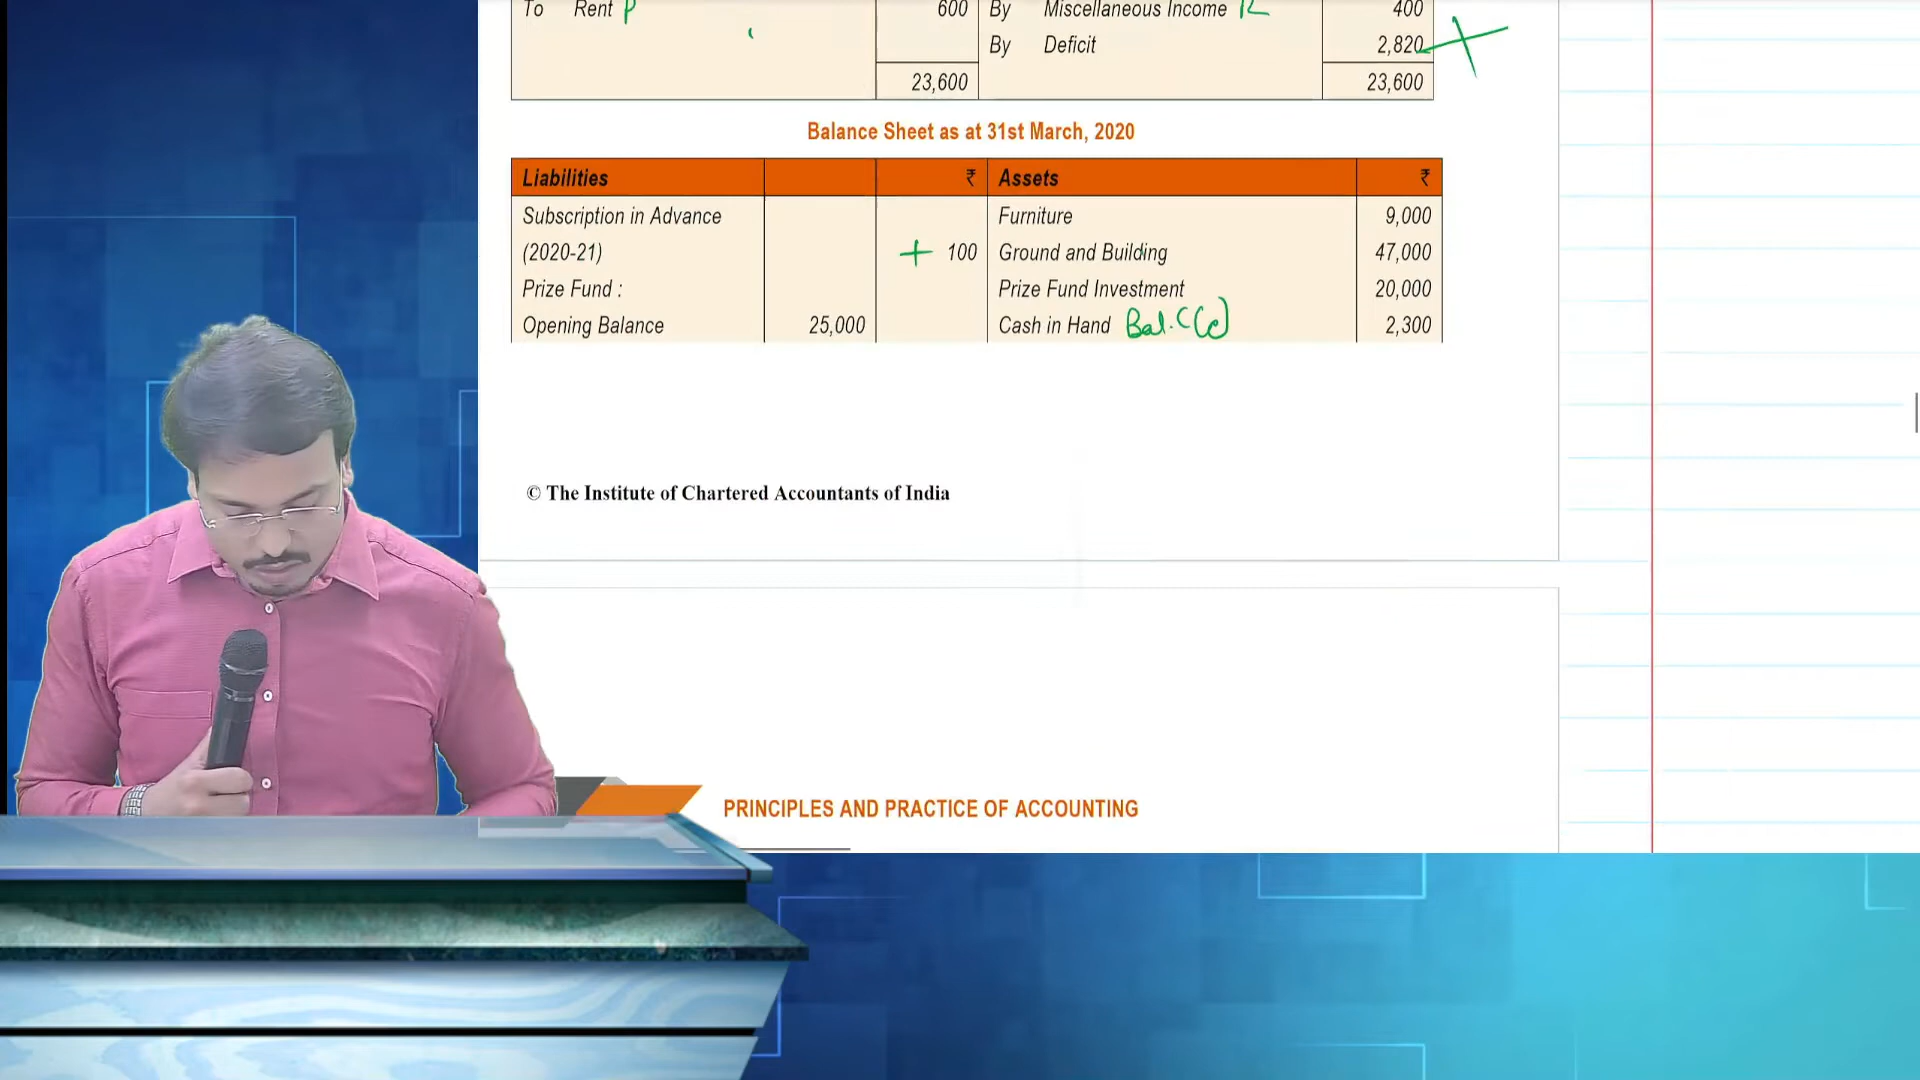 To Rent P 600 By Miscellaneous Income R 400
By Deficit 2,820
23,600 23,600
Balance Sheet as at 31st March, 2020
Liabilities ₹ Assets ₹
Subscription in Advance Furniture 9,000
(2020-21) + 100 Ground and Building 47,000
Prize Fund : Prize Fund Investment 20,000
Opening Balance 25,000 Cash in Hand Bal. C(c) 2,300
© The Institute of Chartered Accountants of India
PRINCIPLES AND PRACTICE OF ACCOUNTING